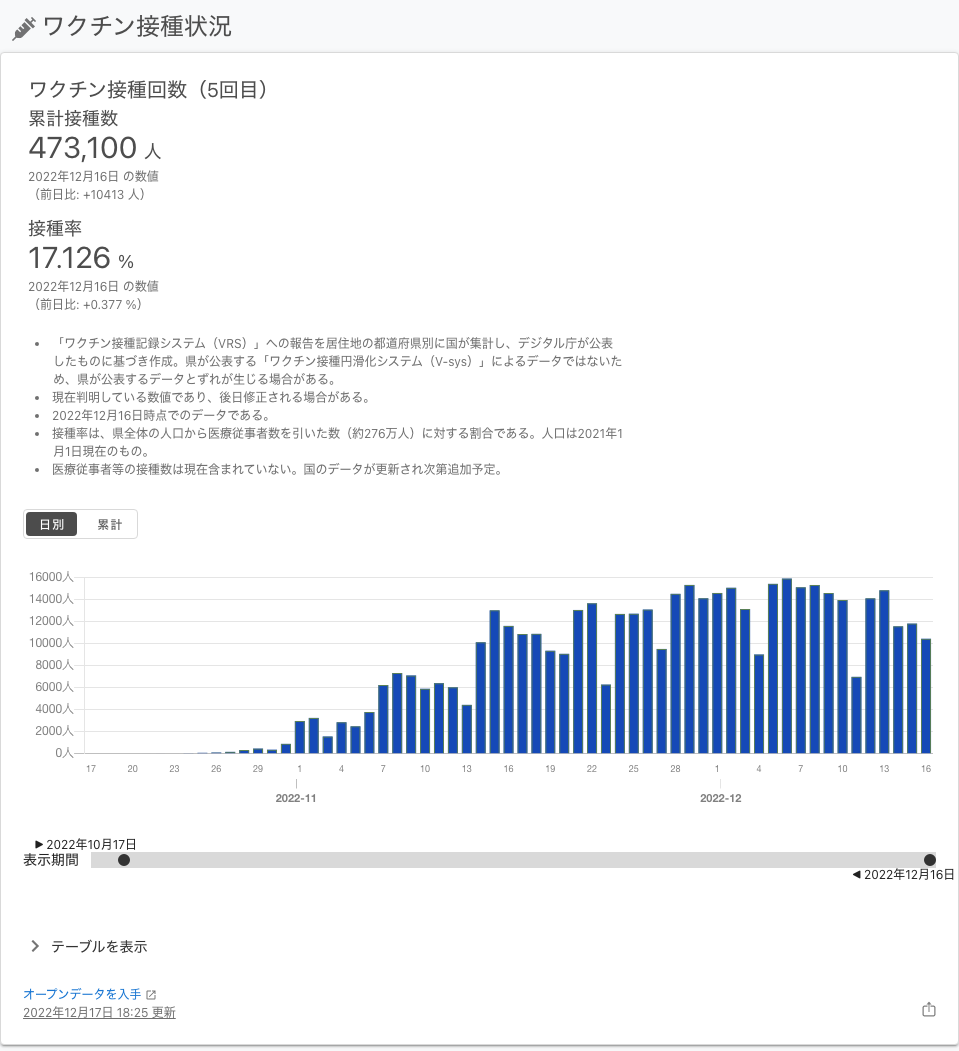 ワクチン接種状況
ワクチン接種回数（5回目）
累計接種数
473,100 人
2022年12月16日 の数値
（前日比: +10413 人）
接種率
17.126 %
2022年12月16日 の数値
（前日比: +0.377 %）
• 「ワクチン接種記録システム（VRS）」への報告を居住地の都道府県別に国が集計し、デジタル庁が公表
したものに基づき作成。県が公表する「ワクチン接種円滑化システム（V-sys）」によるデータではないた
め、県が公表するデータとずれが生じる場合がある。
• 現在判明している数値であり、後日修正される場合がある。
• 2022年12月16日時点でのデータである。
• 接種率は、県全体の人口から医療従事者数を引いた数（約276万人）に対する割合である。人口は2021年1
月1日現在のもの。
• 医療従事者等の接種数は現在含まれていない。国のデータが更新され次第追加予定。
日別 累計
16000人
14000人
12000人
10000人
8000人
6000人
4000人
2000人
0人
17 20 23 26 29 1 4 7 10 13 16 19 22 25 28 1 4 7 10 13 16
2022-11 2022-12
▶ 2022年10月17日
表示期間
◀ 2022年12月16日
テーブルを表示
オープンデータを入手
2022年12月17日 18:25 更新